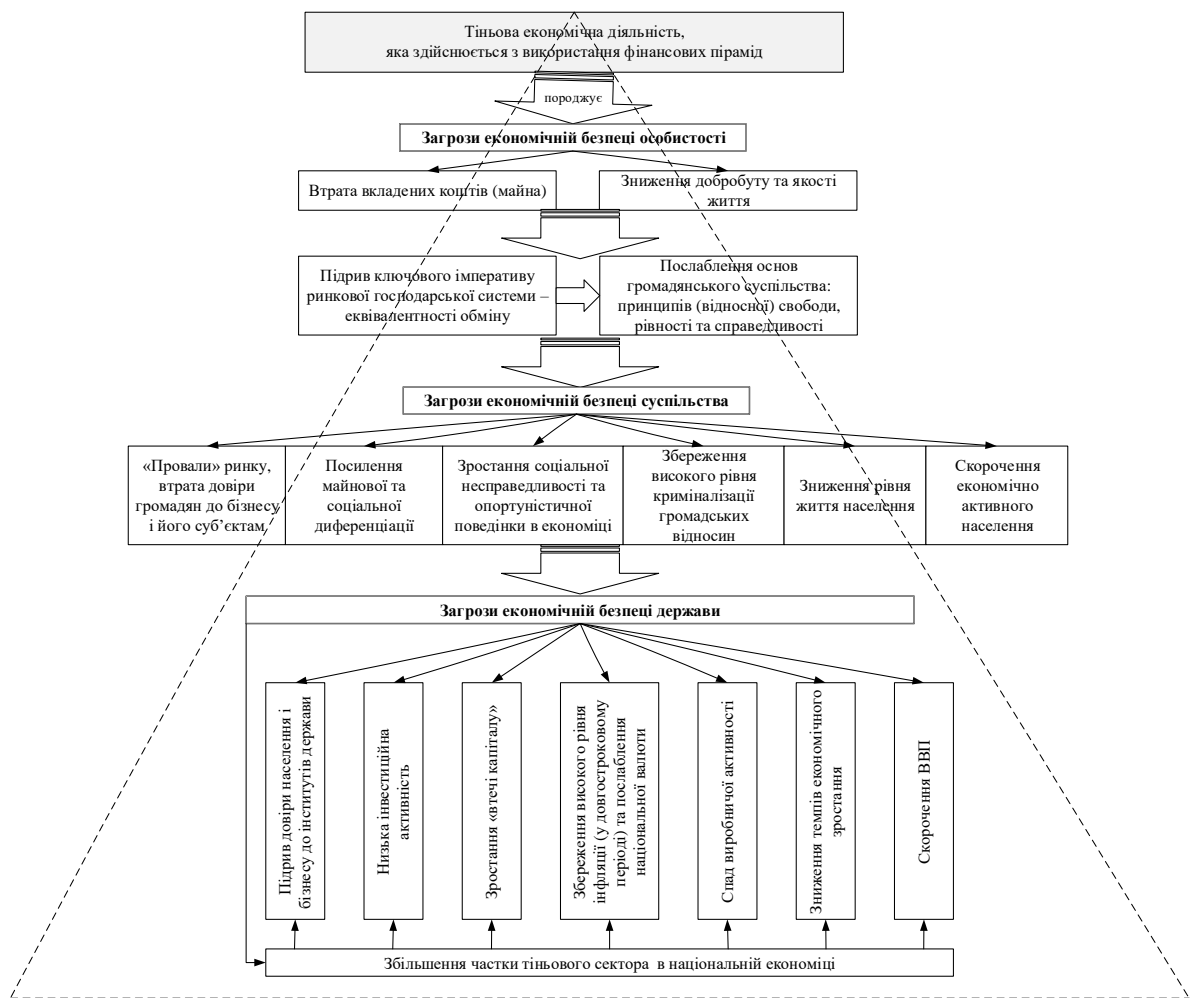 Тіньова економічна діяльність,
яка здійснюється з використання фінансових пірамід
породжує
Загрози економічній безпеці особистості
Втрата вкладених коштів (майна)
Зниження добробуту та якості
життя
Підрив ключового імперативу
ринкової господарської системи –
еквівалентності обміну
Послаблення основ
громадянського суспільства:
принципів (відносної) свободи,
рівності та справедливості
Загрози економічній безпеці суспільства
«Провали» ринку,
втрата довіри
громадян до бізнесу
і його суб’єктам
Посилення
майнової та
соціальної
диференціації
Зростання соціальної
несправедливості та
опортуністичної
поведінки в економіці
Збереження
високого рівня
криміналізації
громадських
відносин
Зниження рівня
життя населення
Скорочення
економічно
активного
населення
Загрози економічній безпеці держави
Підрив довіри населення і
бізнесу до інститутів держави
Низька інвестиційна
активність
Зростання «втечі капіталу»
Збереження високого рівня
інфляції (у довгостроковому
періоді) та послаблення
національної валюти
Спад виробничої активності
Зниження темпів економічного
зростання
Скорочення ВВП
Збільшення частки тіньового сектора в національній економіці